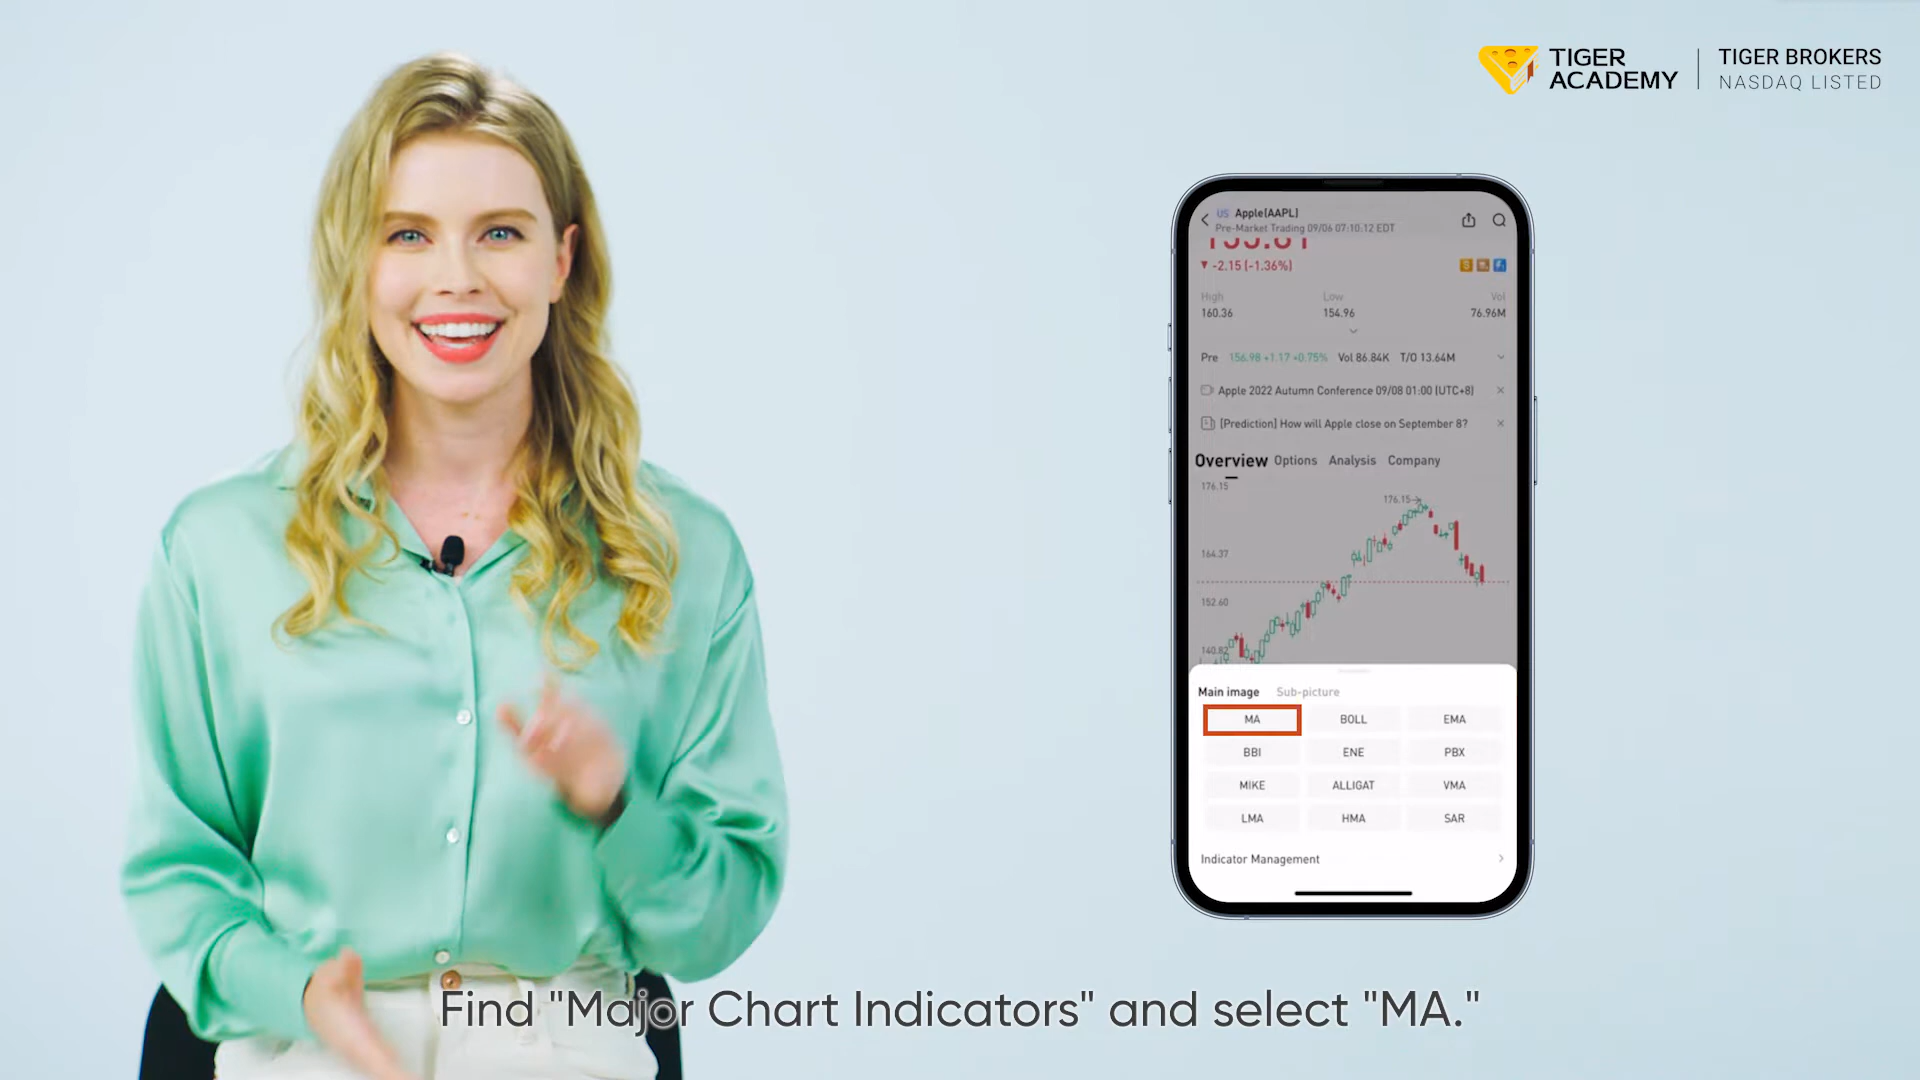 TIGER
ACADEMY
TIGER BROKERS
NASDAQ LISTED
US Apple(AAPL)
Pre-Market Trading 09/06 07:10:12 EDT
-2.15 (-1.36%)
High Low Vol
160.36 154.96 76.96M
Pre 156.98 +1.17 +0.75% Vol 86.84K T/O 13.64M
Apple 2022 Autumn Conference 09/08 01:00 (UTC+8)
[Prediction] How will Apple close on September 8?
Overview Options Analysis Company
176.15
176.15
164.37
152.60
140.82
Main image Sub-picture
MA BOLL EMA
BBI ENE PBX
MIKE ALLIGAT VMA
LMA HMA SAR
Indicator Management
Find "Major Chart Indicators" and select "MA."